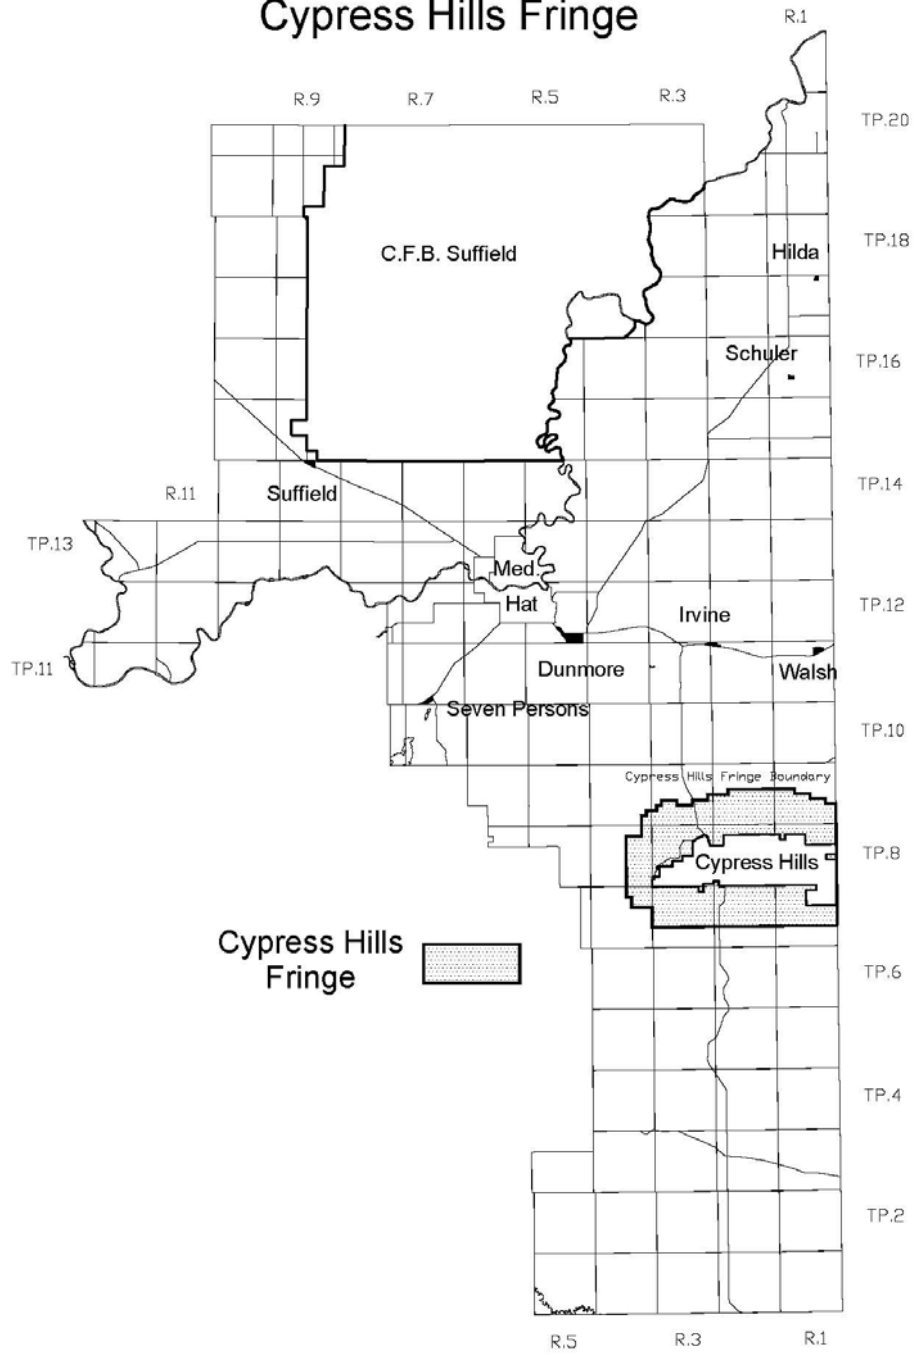 Cypress Hills Fringe
R.1
R.9 R.7 R.5 R.3
TP.20
C.F.B. Suffield
TP.18
Hilda
Schuler
TP.16
R.11
Suffield
TP.14
TP.13
Med.
Hat
TP.12
Irvine
TP.11
Dunmore
Walsh
Seven Persons
TP.10
Cypress Hills Fringe Boundary
TP.8
Cypress Hills
Cypress Hills
Fringe
TP.6
TP.4
TP.2
R.5 R.3 R.1